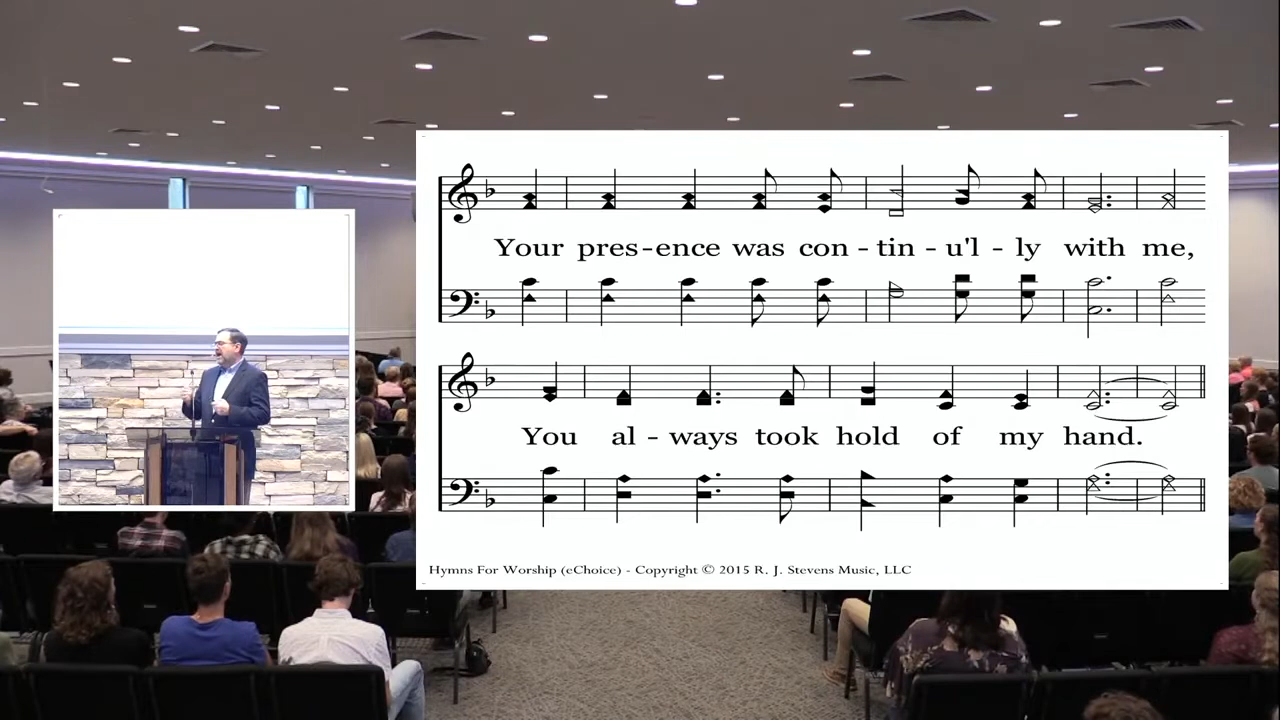 Your pres-ence was con - tin - u'l - ly with me,
You al - ways took hold of my hand.
Hymns For Worship (eChoice) - Copyright © 2015 R. J. Stevens Music, LLC